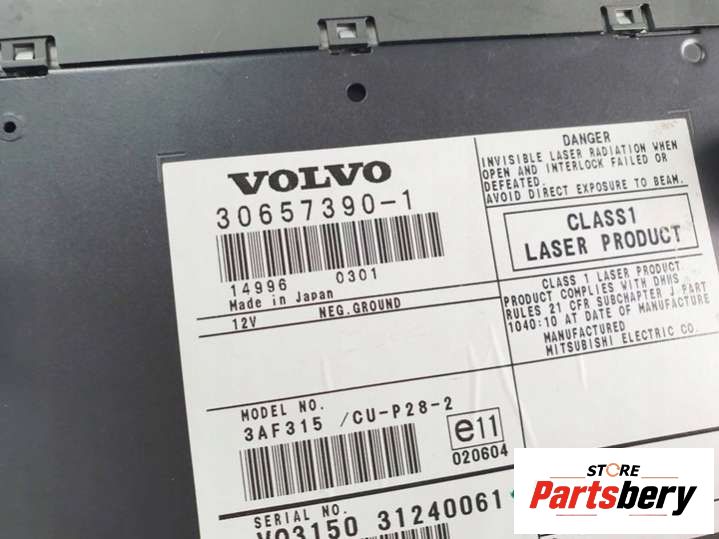 VOLVO
30657390-1
14996 0301
Made in Japan
12V NEG. GROUND
DANGER
INVISIBLE LASER RADIATION WHEN
OPEN AND INTERLOCK FAILED OR
DEFEATED.
AVOID DIRECT EXPOSURE TO BEAM.
CLASS1
LASER PRODUCT
CLASS 1 LASER PRODUCT
PRODUCT COMPLIES WITH DHHS
RULES 21 CFR SUBCHAPTER J PART
1040:10 AT DATE OF MANUFACTURE
MANUFACTURED
MITSUBISHI ELECTRIC CO.
MODEL NO.
3AF315 /CU-P28-2
e11
020604
SERIAL NO.
VO3150 31240061
STORE
Partsbery